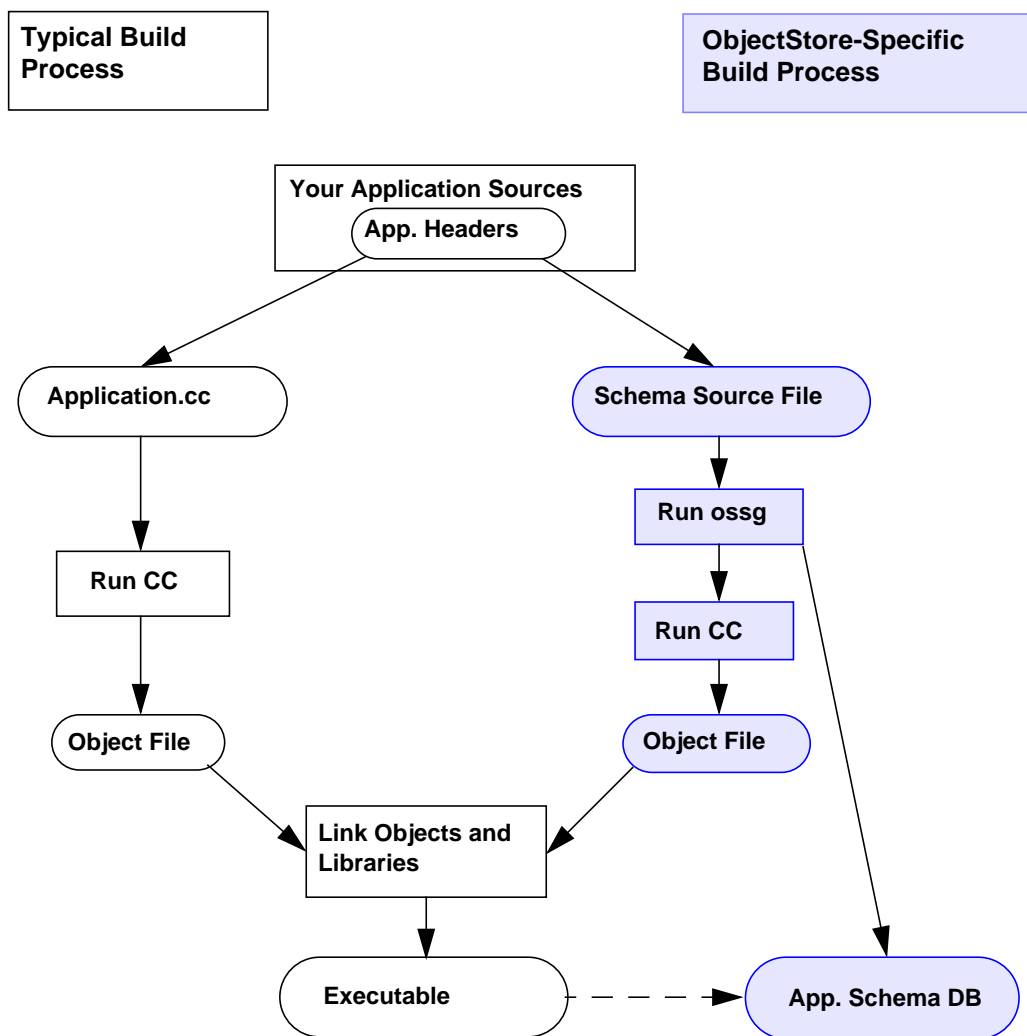 Typical Build
Process
ObjectStore-Specific
Build Process
Your Application Sources
App. Headers
Application.cc
Schema Source File
Run ossg
Run CC
Run CC
Object File
Object File
Link Objects and
Libraries
Executable
App. Schema DB